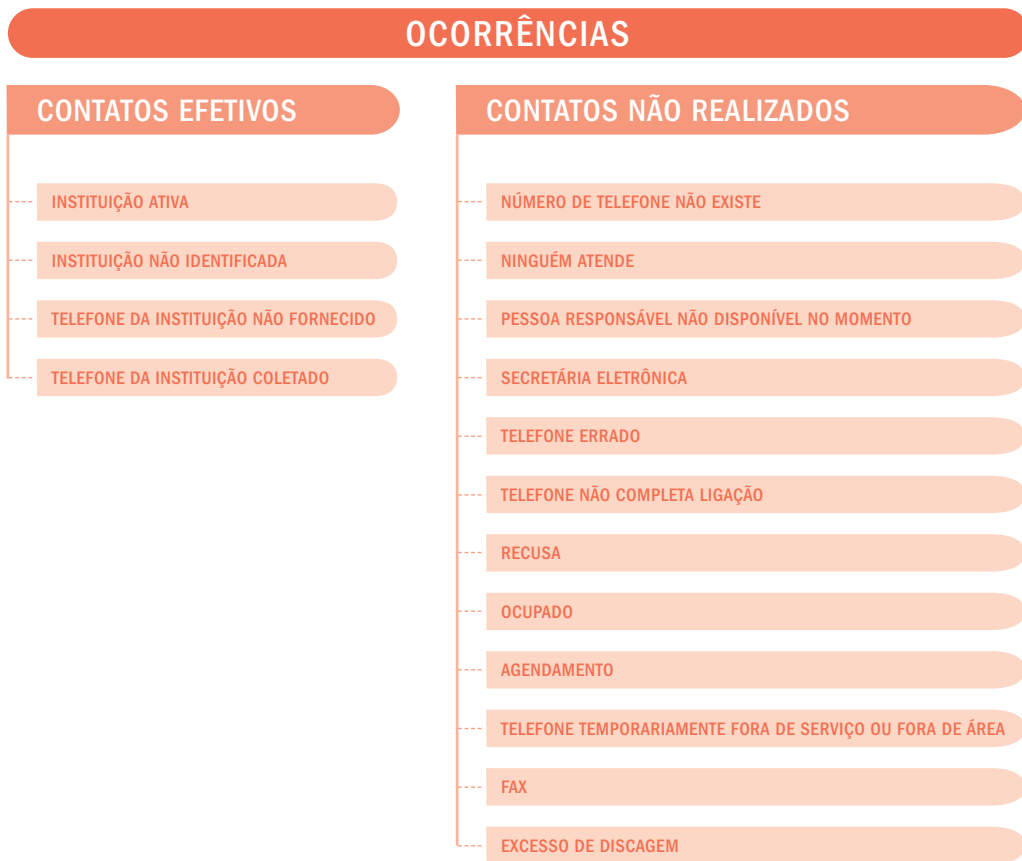 OCORRÊNCIAS
CONTATOS EFETIVOS
INSTITUIÇÃO ATIVA
INSTITUIÇÃO NÃO IDENTIFICADA
TELEFONE DA INSTITUIÇÃO NÃO FORNECIDO
TELEFONE DA INSTITUIÇÃO COLETADO
CONTATOS NÃO REALIZADOS
NÚMERO DE TELEFONE NÃO EXISTE
NINGUÉM ATENDE
PESSOA RESPONSÁVEL NÃO DISPONÍVEL NO MOMENTO
SECRETÁRIA ELETRÔNICA
TELEFONE ERRADO
TELEFONE NÃO COMPLETA LIGAÇÃO
RECUSA
OCUPADO
AGENDAMENTO
TELEFONE TEMPORARIAMENTE FORA DE SERVIÇO OU FORA DE ÁREA
FAX
EXCESSO DE DISCAGEM